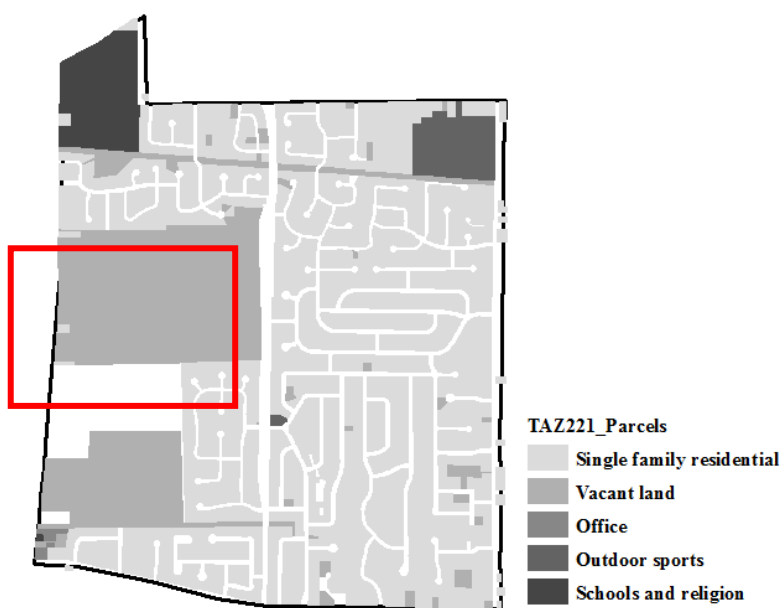 TAZ221_Parcels
Single family residential
Vacant land
Office
Outdoor sports
Schools and religion